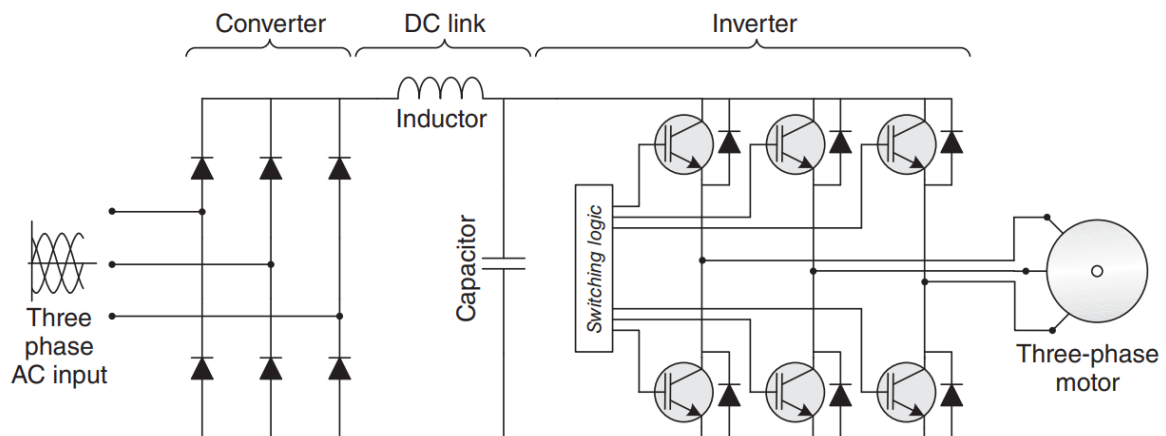 Converter
DC link
Inverter
Inductor
Capacitor
Switching logic
Three
phase
AC input
Three-phase
motor